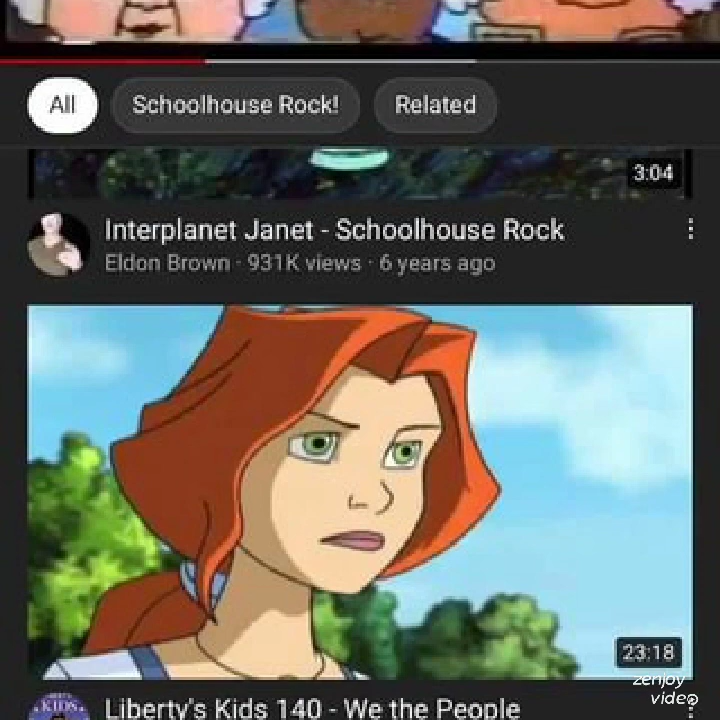 All
Schoolhouse Rock!
Related
3:04
Interplanet Janet - Schoolhouse Rock
Eldon Brown · 931K views · 6 years ago
23:18
zenjoy
video
KIDS
Liberty's Kids 140 - We the People